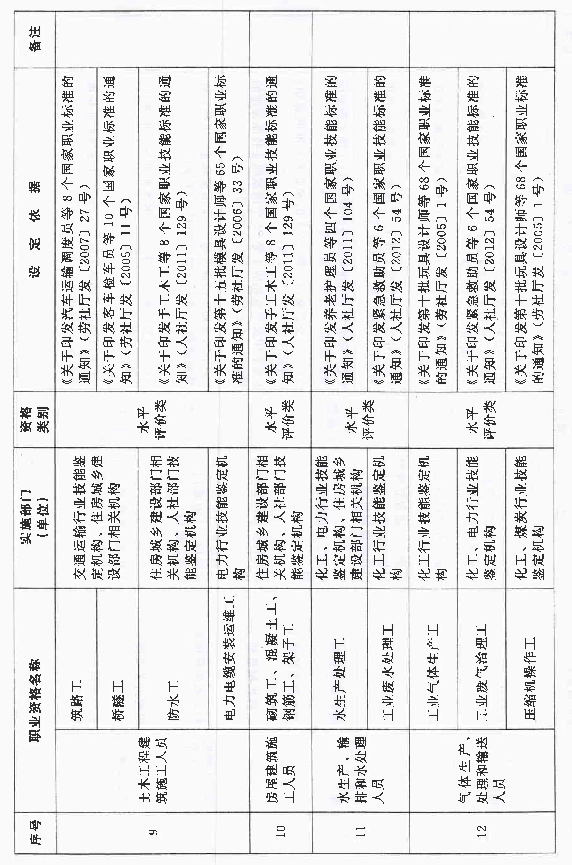 序号
职业资格名称
实施部门
(单位)
资格
类别
设 定 依 据
备注
9
土木工程建
筑施工人员
筑路工
交通运输行业技能鉴
定机构、住房城乡建
设部门相关机构
水平
评价类
《关于印发汽车运输调度员等 8 个国家职业标准的
通知》(劳社厅发〔2007〕27 号)
桥隧工
《关于印发客车检车员等 10 个国家职业标准的通
知》(劳社厅发〔2005〕11 号)
防水工
住房城乡建设部门相
关机构、人社部门技
能鉴定机构
《关于印发手工木工等 8 个国家职业技能标准的通
知》(人社厅发〔2011〕129 号)
电力电缆安装运维工
电力行业技能鉴定机
构
《关于印发第十五批模具设计师等 65 个国家职业标
准的通知》(劳社厅发〔2006〕33 号)
10
房屋建筑施
工人员
砌筑工、混凝土工、
钢筋工、架子工
住房城乡建设部门相
关机构、人社部门技
能鉴定机构
水平
评价类
《关于印发手工木工等 8 个国家职业技能标准的通
知》(人社厅发〔2011〕129 号)
11
水生产、输
排和水处理
人员
水生产处理工
化工、电力行业技能
鉴定机构、住房城乡
建设部门相关机构
水平
评价类
《关于印发养老护理员等四个国家职业技能标准的
通知》(人社厅发〔2011〕104 号)
工业废水处理工
化工行业技能鉴定机
构
《关于印发紧急救助员等 6 个国家职业技能标准的
通知》(人社厅发〔2012〕54 号)
12
气体生产、
处理和输送
人员
工业气体生产工
化工行业技能鉴定机
构
水平
评价类
《关于印发第十批玩具设计师等 68 个国家职业标准
的通知》(劳社厅发〔2005〕1 号)
工业废气治理工
化工、电力行业技能
鉴定机构
《关于印发紧急救助员等 6 个国家职业技能标准的
通知》(人社厅发〔2012〕54 号)
压缩机操作工
化工、煤炭行业技能
鉴定机构
《关于印发第十批玩具设计师等 68 个国家职业标准
的通知》(劳社厅发〔2005〕1 号)